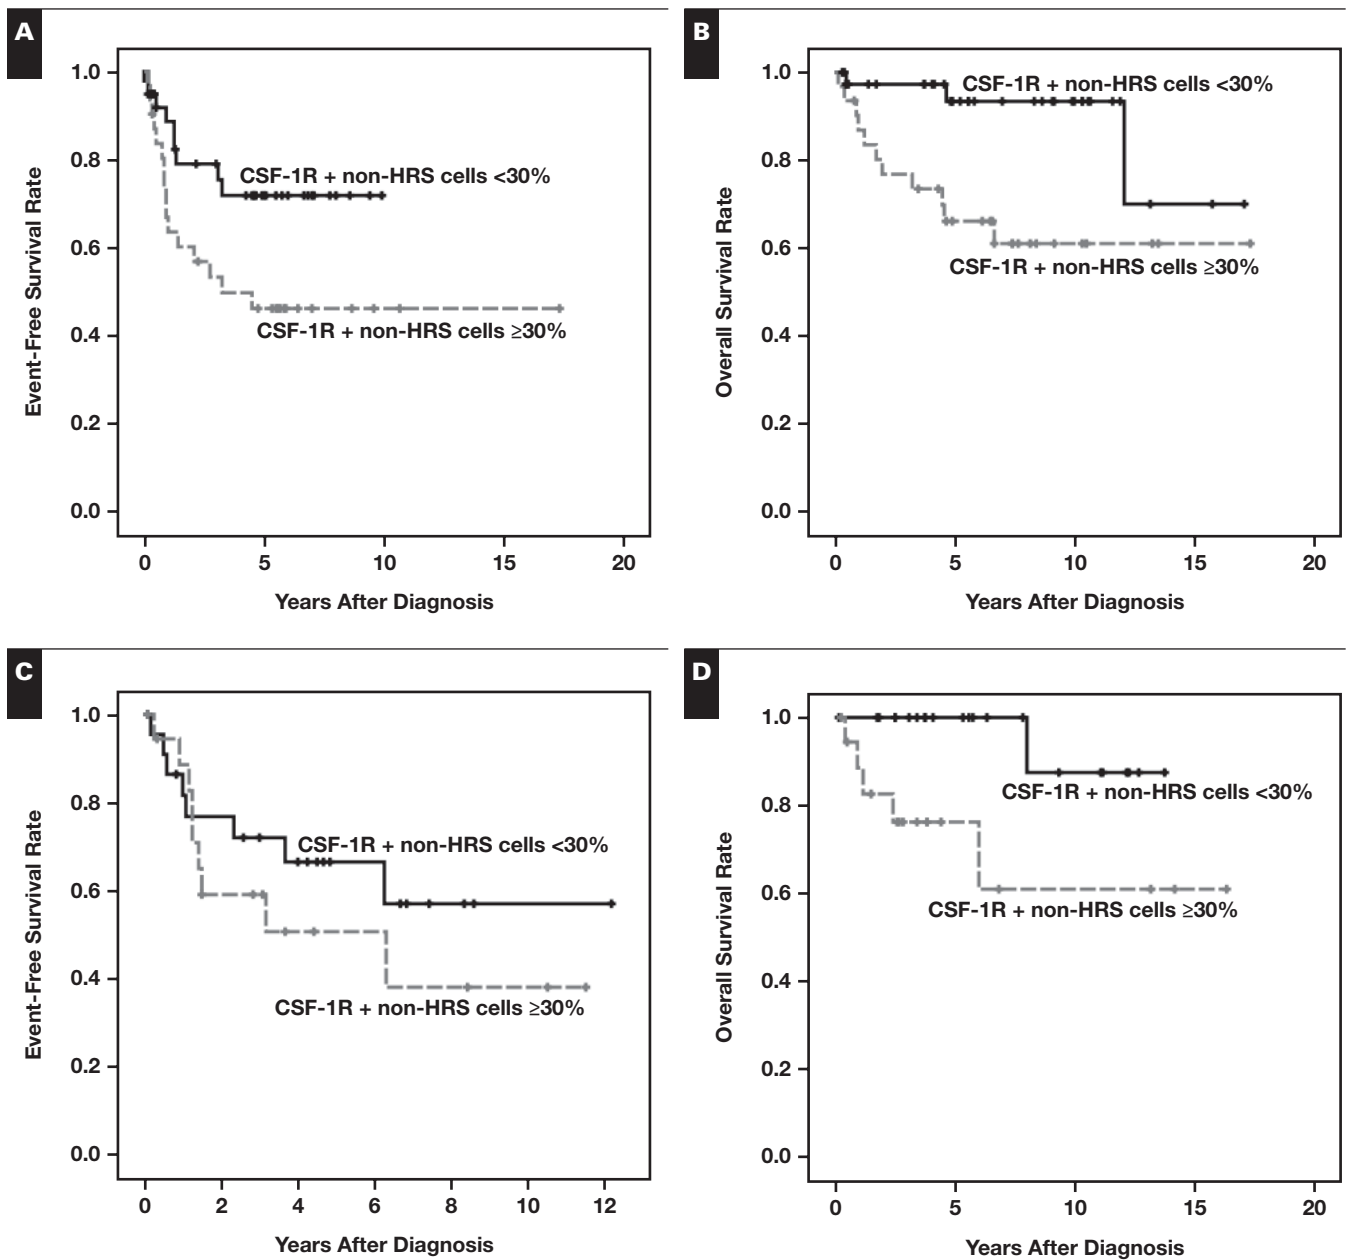 A
Event-Free Survival Rate
1.0
0.8
0.6
0.4
0.2
0.0
CSF-1R + non-HRS cells <30%
CSF-1R + non-HRS cells ≥30%
0 5 10 15 20
Years After Diagnosis
B
Overall Survival Rate
1.0
0.8
0.6
0.4
0.2
0.0
CSF-1R + non-HRS cells <30%
CSF-1R + non-HRS cells ≥30%
0 5 10 15 20
Years After Diagnosis
C
Event-Free Survival Rate
1.0
0.8
0.6
0.4
0.2
0.0
CSF-1R + non-HRS cells <30%
CSF-1R + non-HRS cells ≥30%
0 2 4 6 8 10 12
Years After Diagnosis
D
Overall Survival Rate
1.0
0.8
0.6
0.4
0.2
0.0
CSF-1R + non-HRS cells <30%
CSF-1R + non-HRS cells ≥30%
0 5 10 15 20
Years After Diagnosis